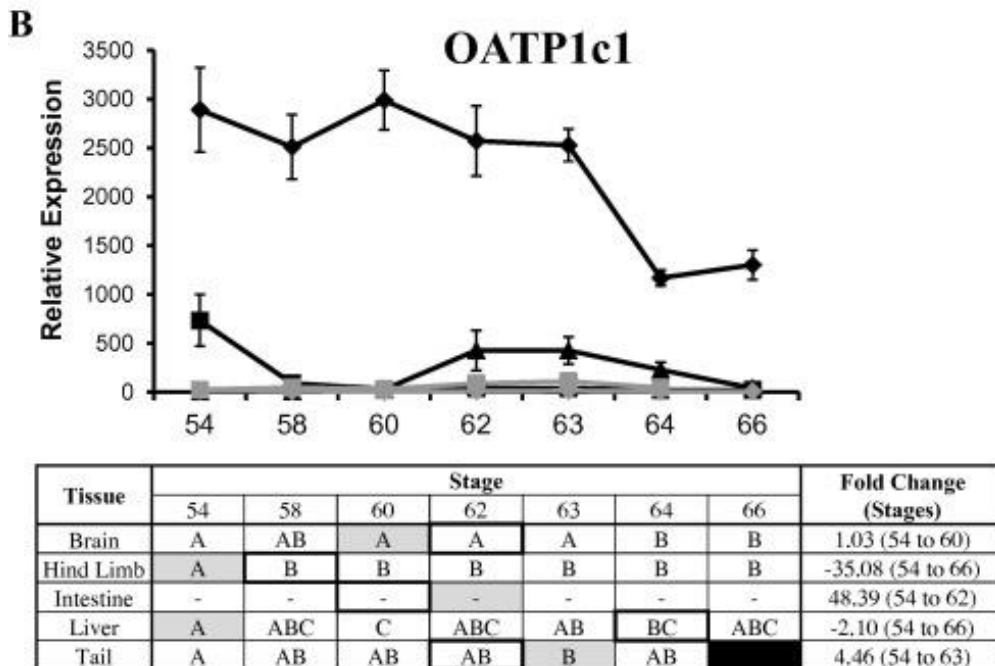 B
OATP1c1
Relative Expression
3500
3000
2500
2000
1500
1000
500
0
54 58 60 62 63 64 66
Tissue Stage Fold Change (Stages)
54 58 60 62 63 64 66
Brain A AB A A A B B 1.03 (54 to 60)
Hind Limb A B B B B B B -35.08 (54 to 66)
Intestine - - - - - - - 48.39 (54 to 62)
Liver A ABC C ABC AB BC ABC -2.10 (54 to 66)
Tail A AB AB AB B AB 4.46 (54 to 63)